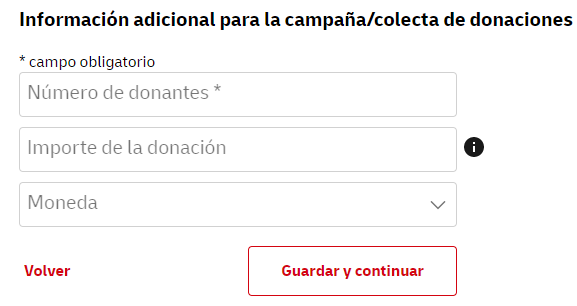 Información adicional para la campaña/colecta de donaciones
* campo obligatorio
Número de donantes *
Importe de la donación
Moneda
Volver
Guardar y continuar